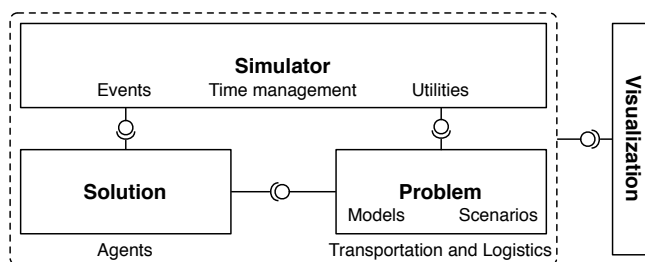 Simulator
Events Time management Utilities
Visualization
Solution Problem
Models Scenarios
Agents Transportation and Logistics